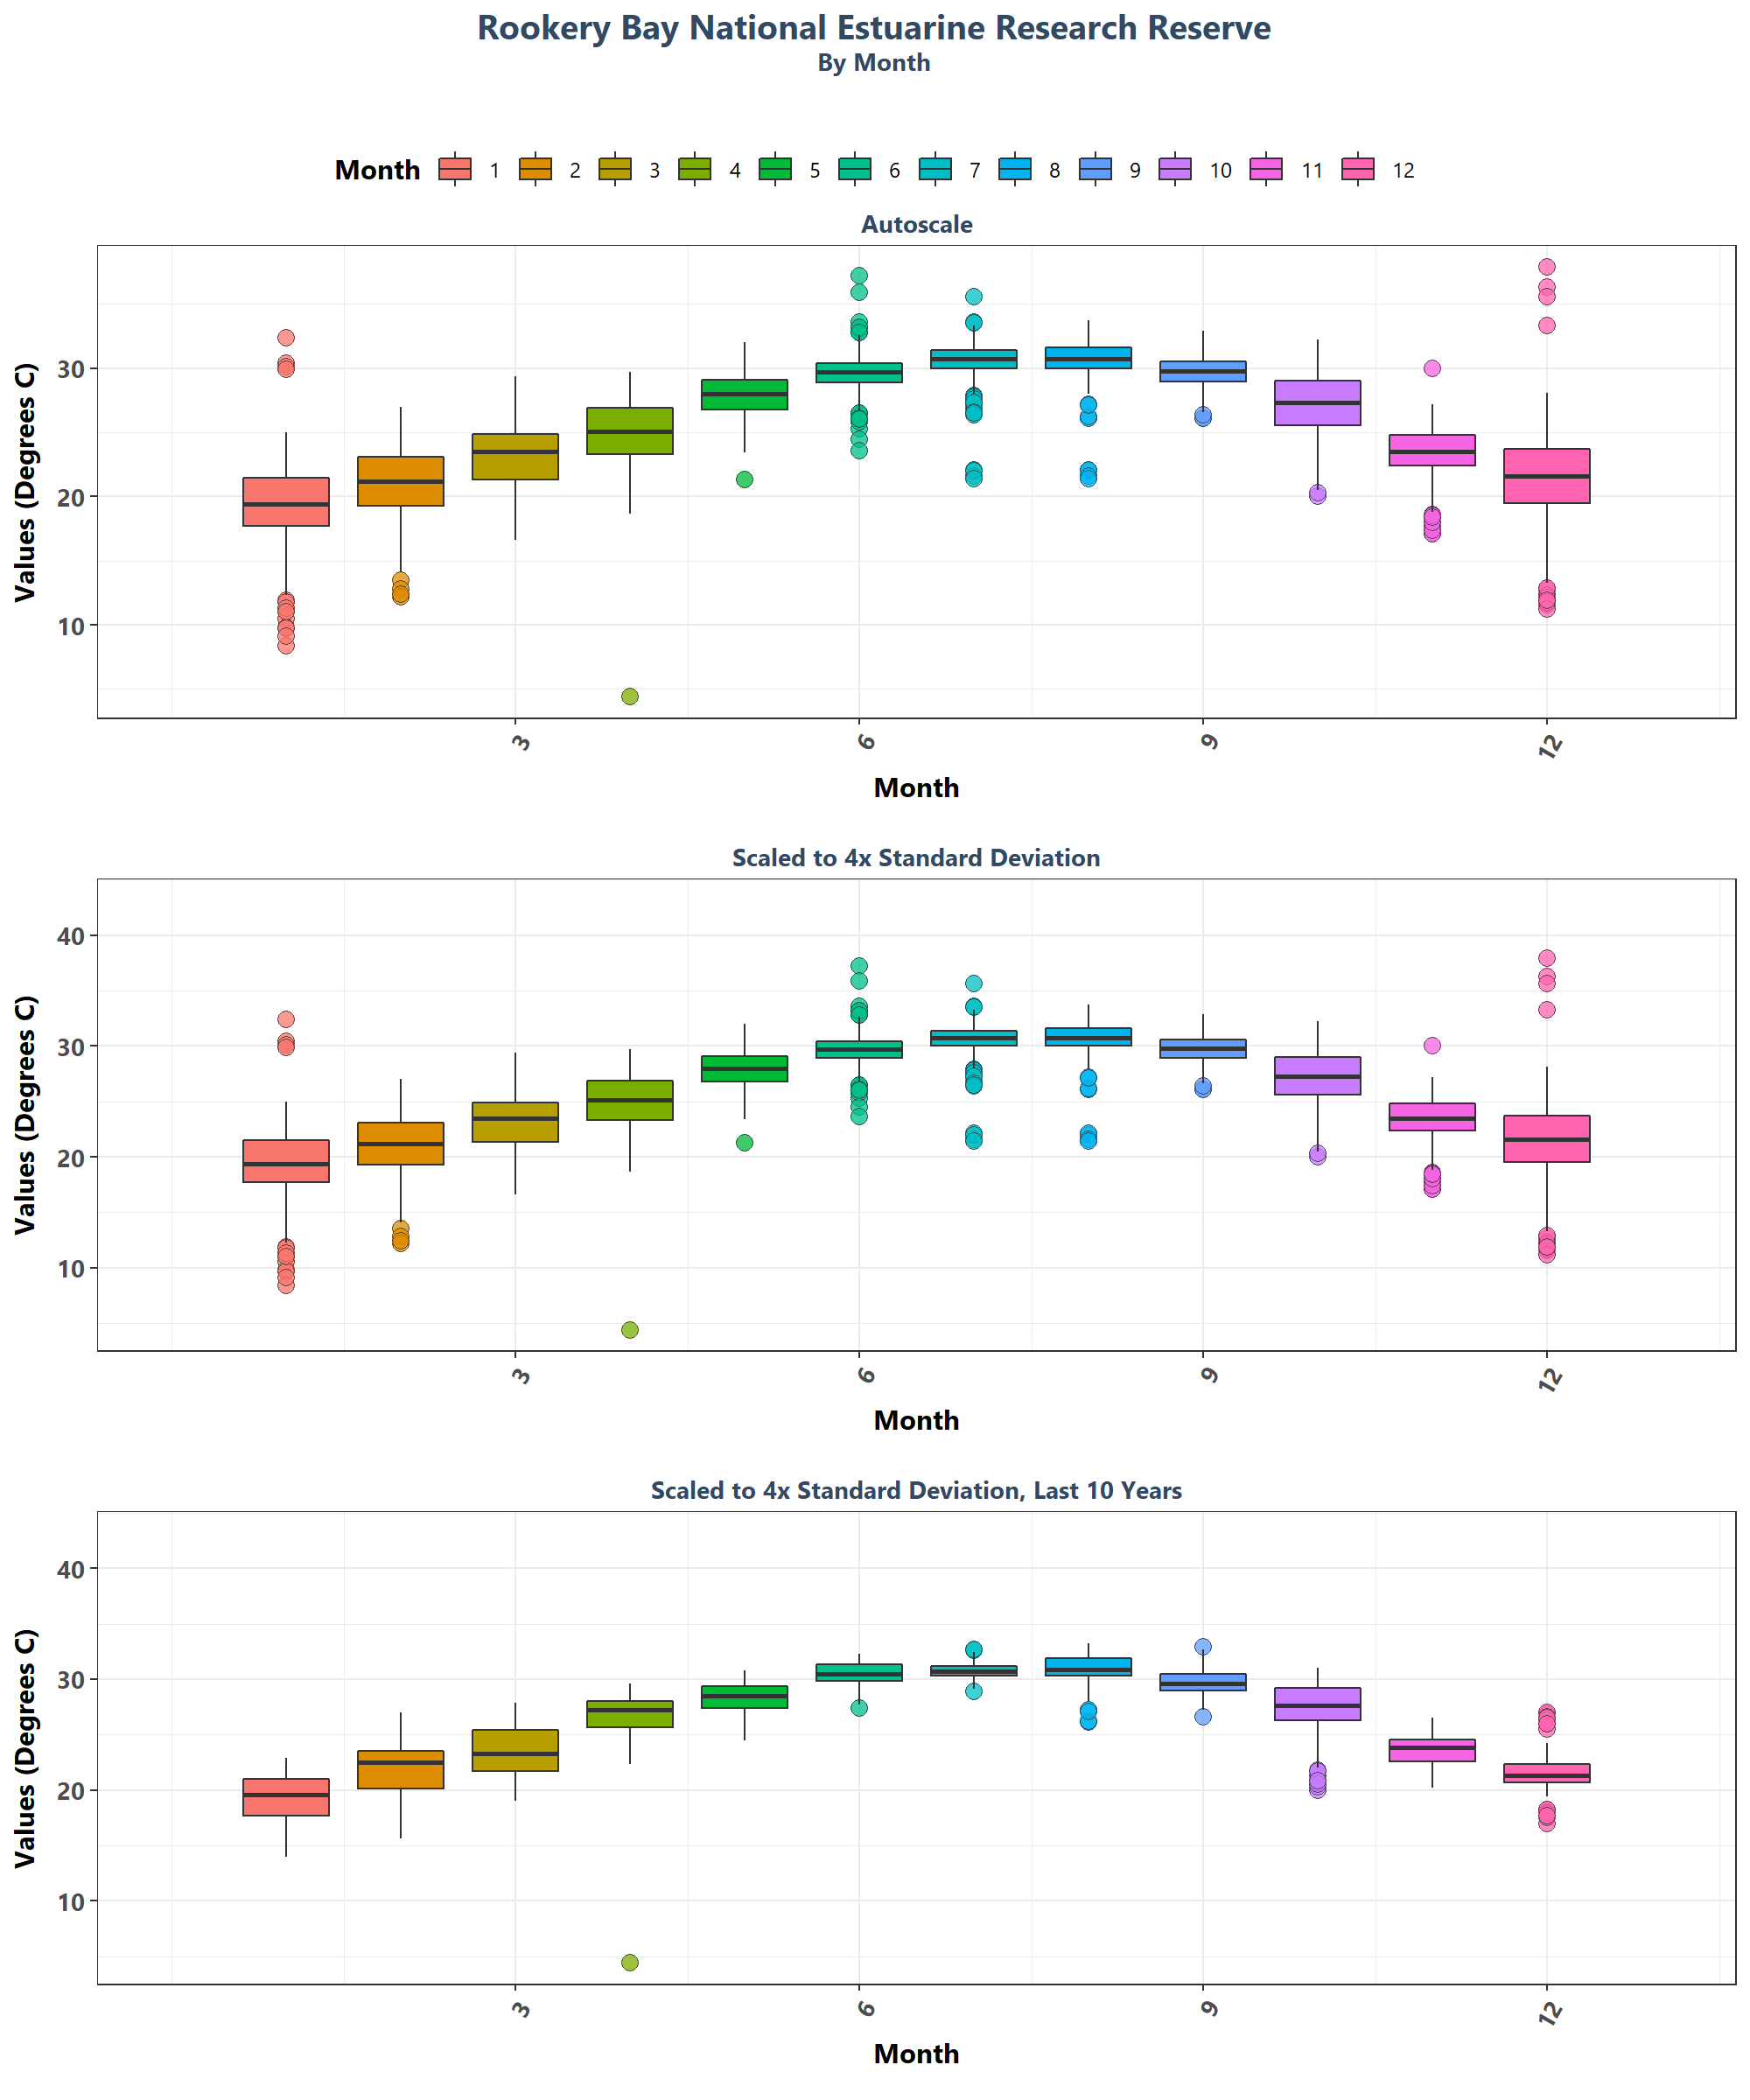 Rookery Bay National Estuarine Research Reserve
By Month
Month 1 2 3 4 5 6 7 8 9 10 11 12
Autoscale
Values (Degrees C)
30
20
10
3 6 9 12
Month
Scaled to 4x Standard Deviation
Values (Degrees C)
40
30
20
10
3 6 9 12
Month
Scaled to 4x Standard Deviation, Last 10 Years
Values (Degrees C)
40
30
20
10
3 6 9 12
Month